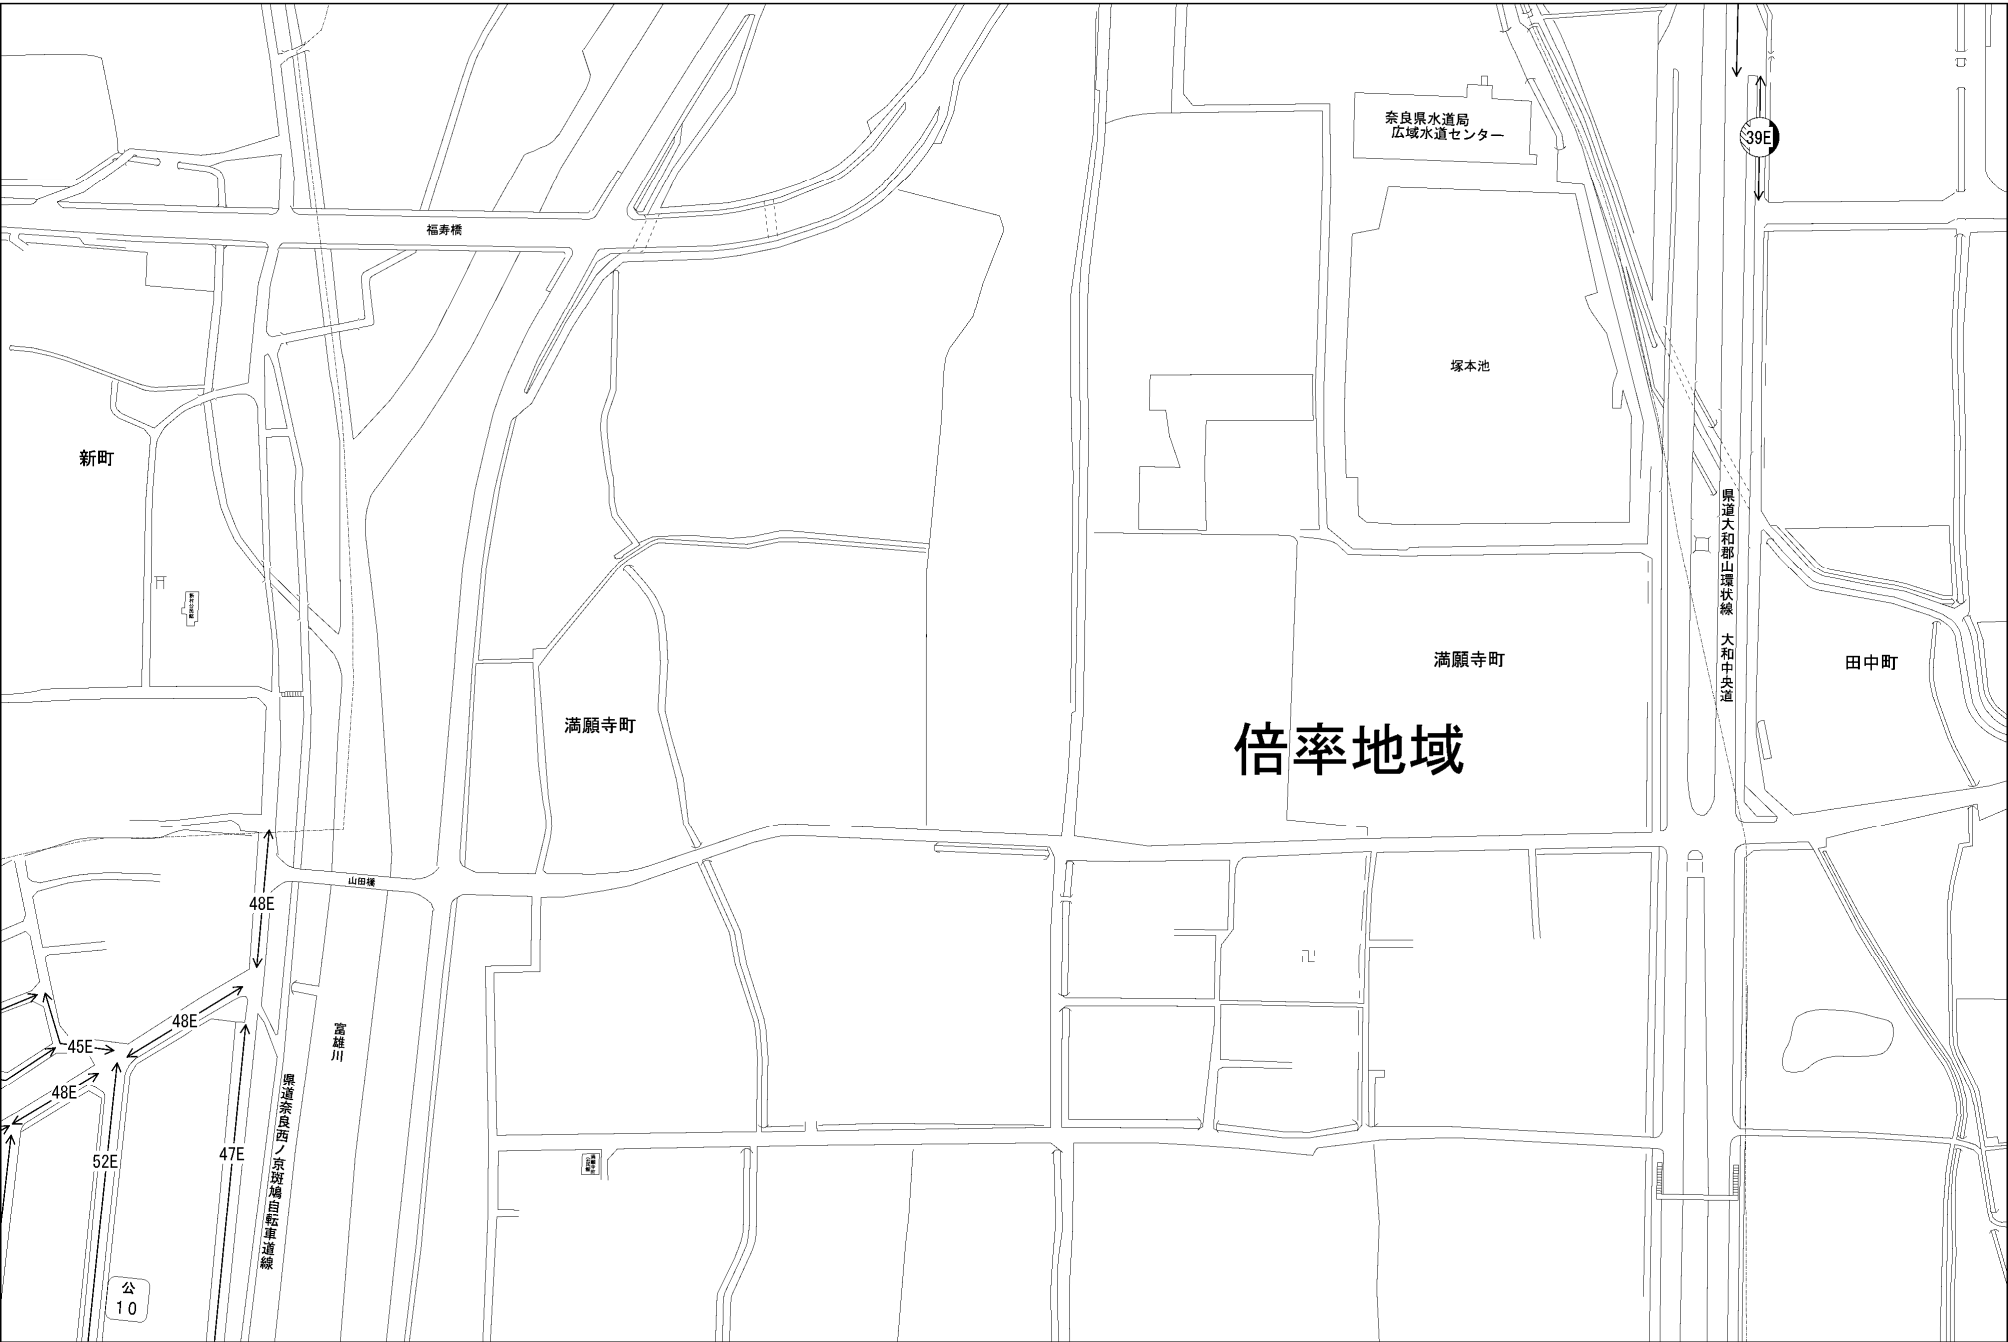 奈良県水道局
広域水道センター
39E
福寿橋
塚本池
新町
県道大和郡山環状線 大和中央道
満願寺町
田中町
満願寺町
倍率地域
山田橋
48E
48E
45E
48E
富雄川
52E
47E
県道奈良西ノ京斑鳩自転車道線
公
10